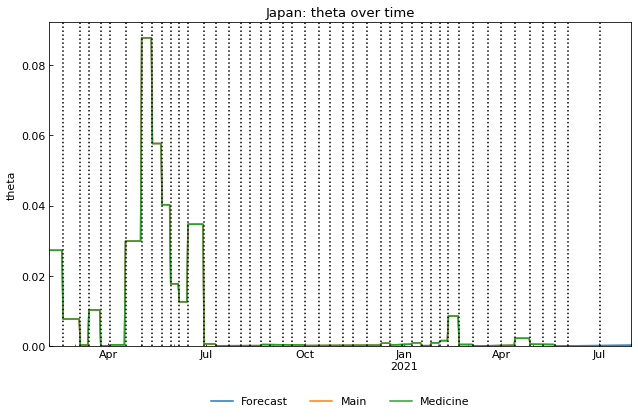 Japan: theta over time
theta
0.08
0.06
0.04
0.02
0.00
Apr Jul Oct Jan Apr Jul
2021
Forecast Main Medicine